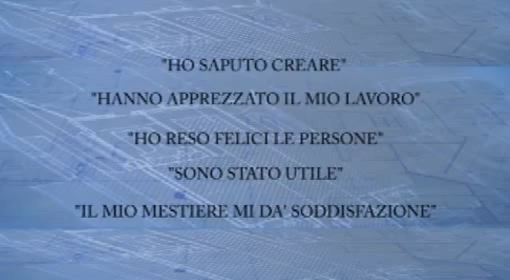 "HO SAPUTO CREARE"
"HANNO APPREZZATO IL MIO LAVORO"
"HO RESO FELICI LE PERSONE"
"SONO STATO UTILE"
"IL MIO MESTIERE MI DA' SODDISFAZIONE"